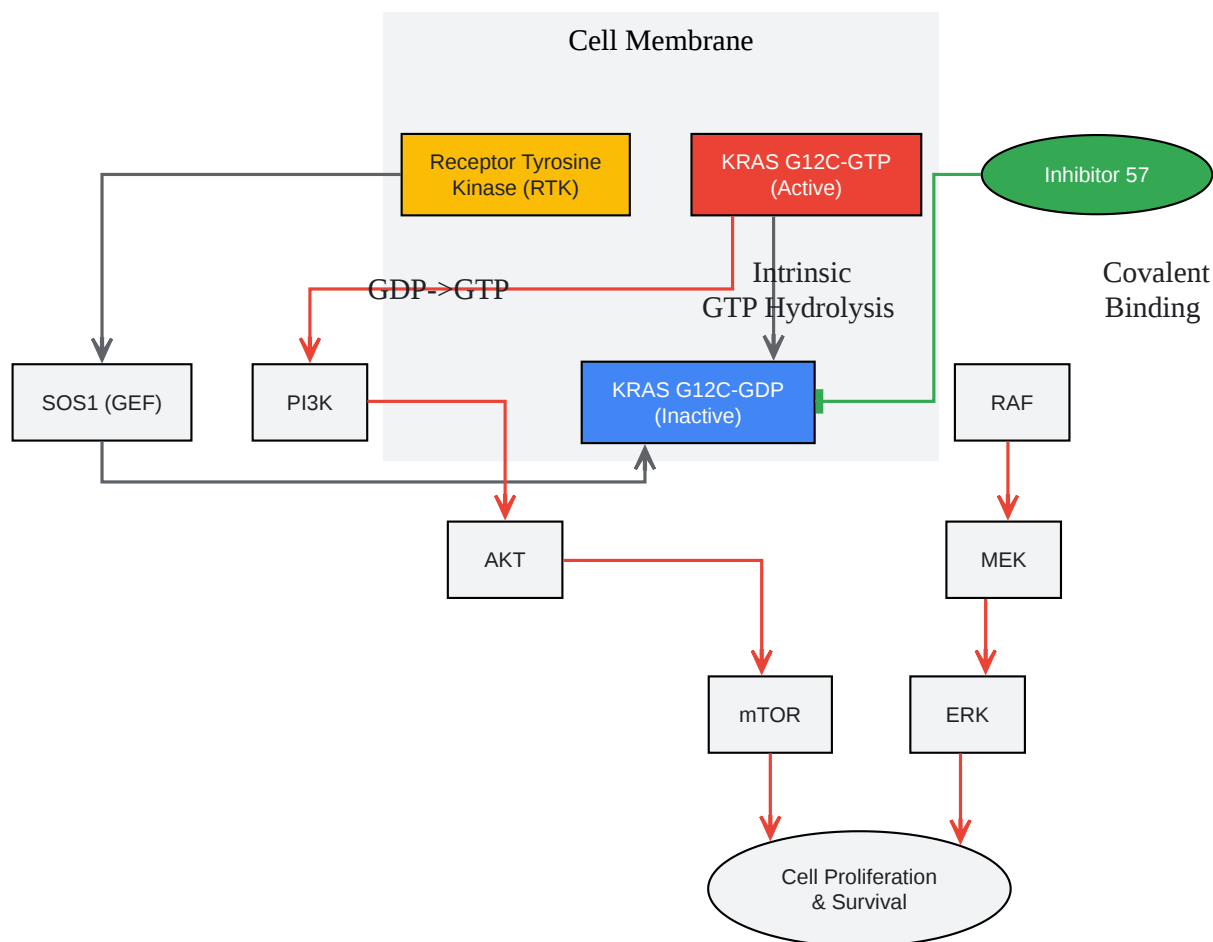 Cell Membrane
Receptor Tyrosine
Kinase (RTK)
KRAS G12C-GTP
(Active)
Inhibitor 57
GDP->GTP
Intrinsic
GTP Hydrolysis
Covalent
Binding
SOS1 (GEF)
PI3K
KRAS G12C-GDP
(Inactive)
RAF
AKT
MEK
mTOR
ERK
Cell Proliferation
& Survival